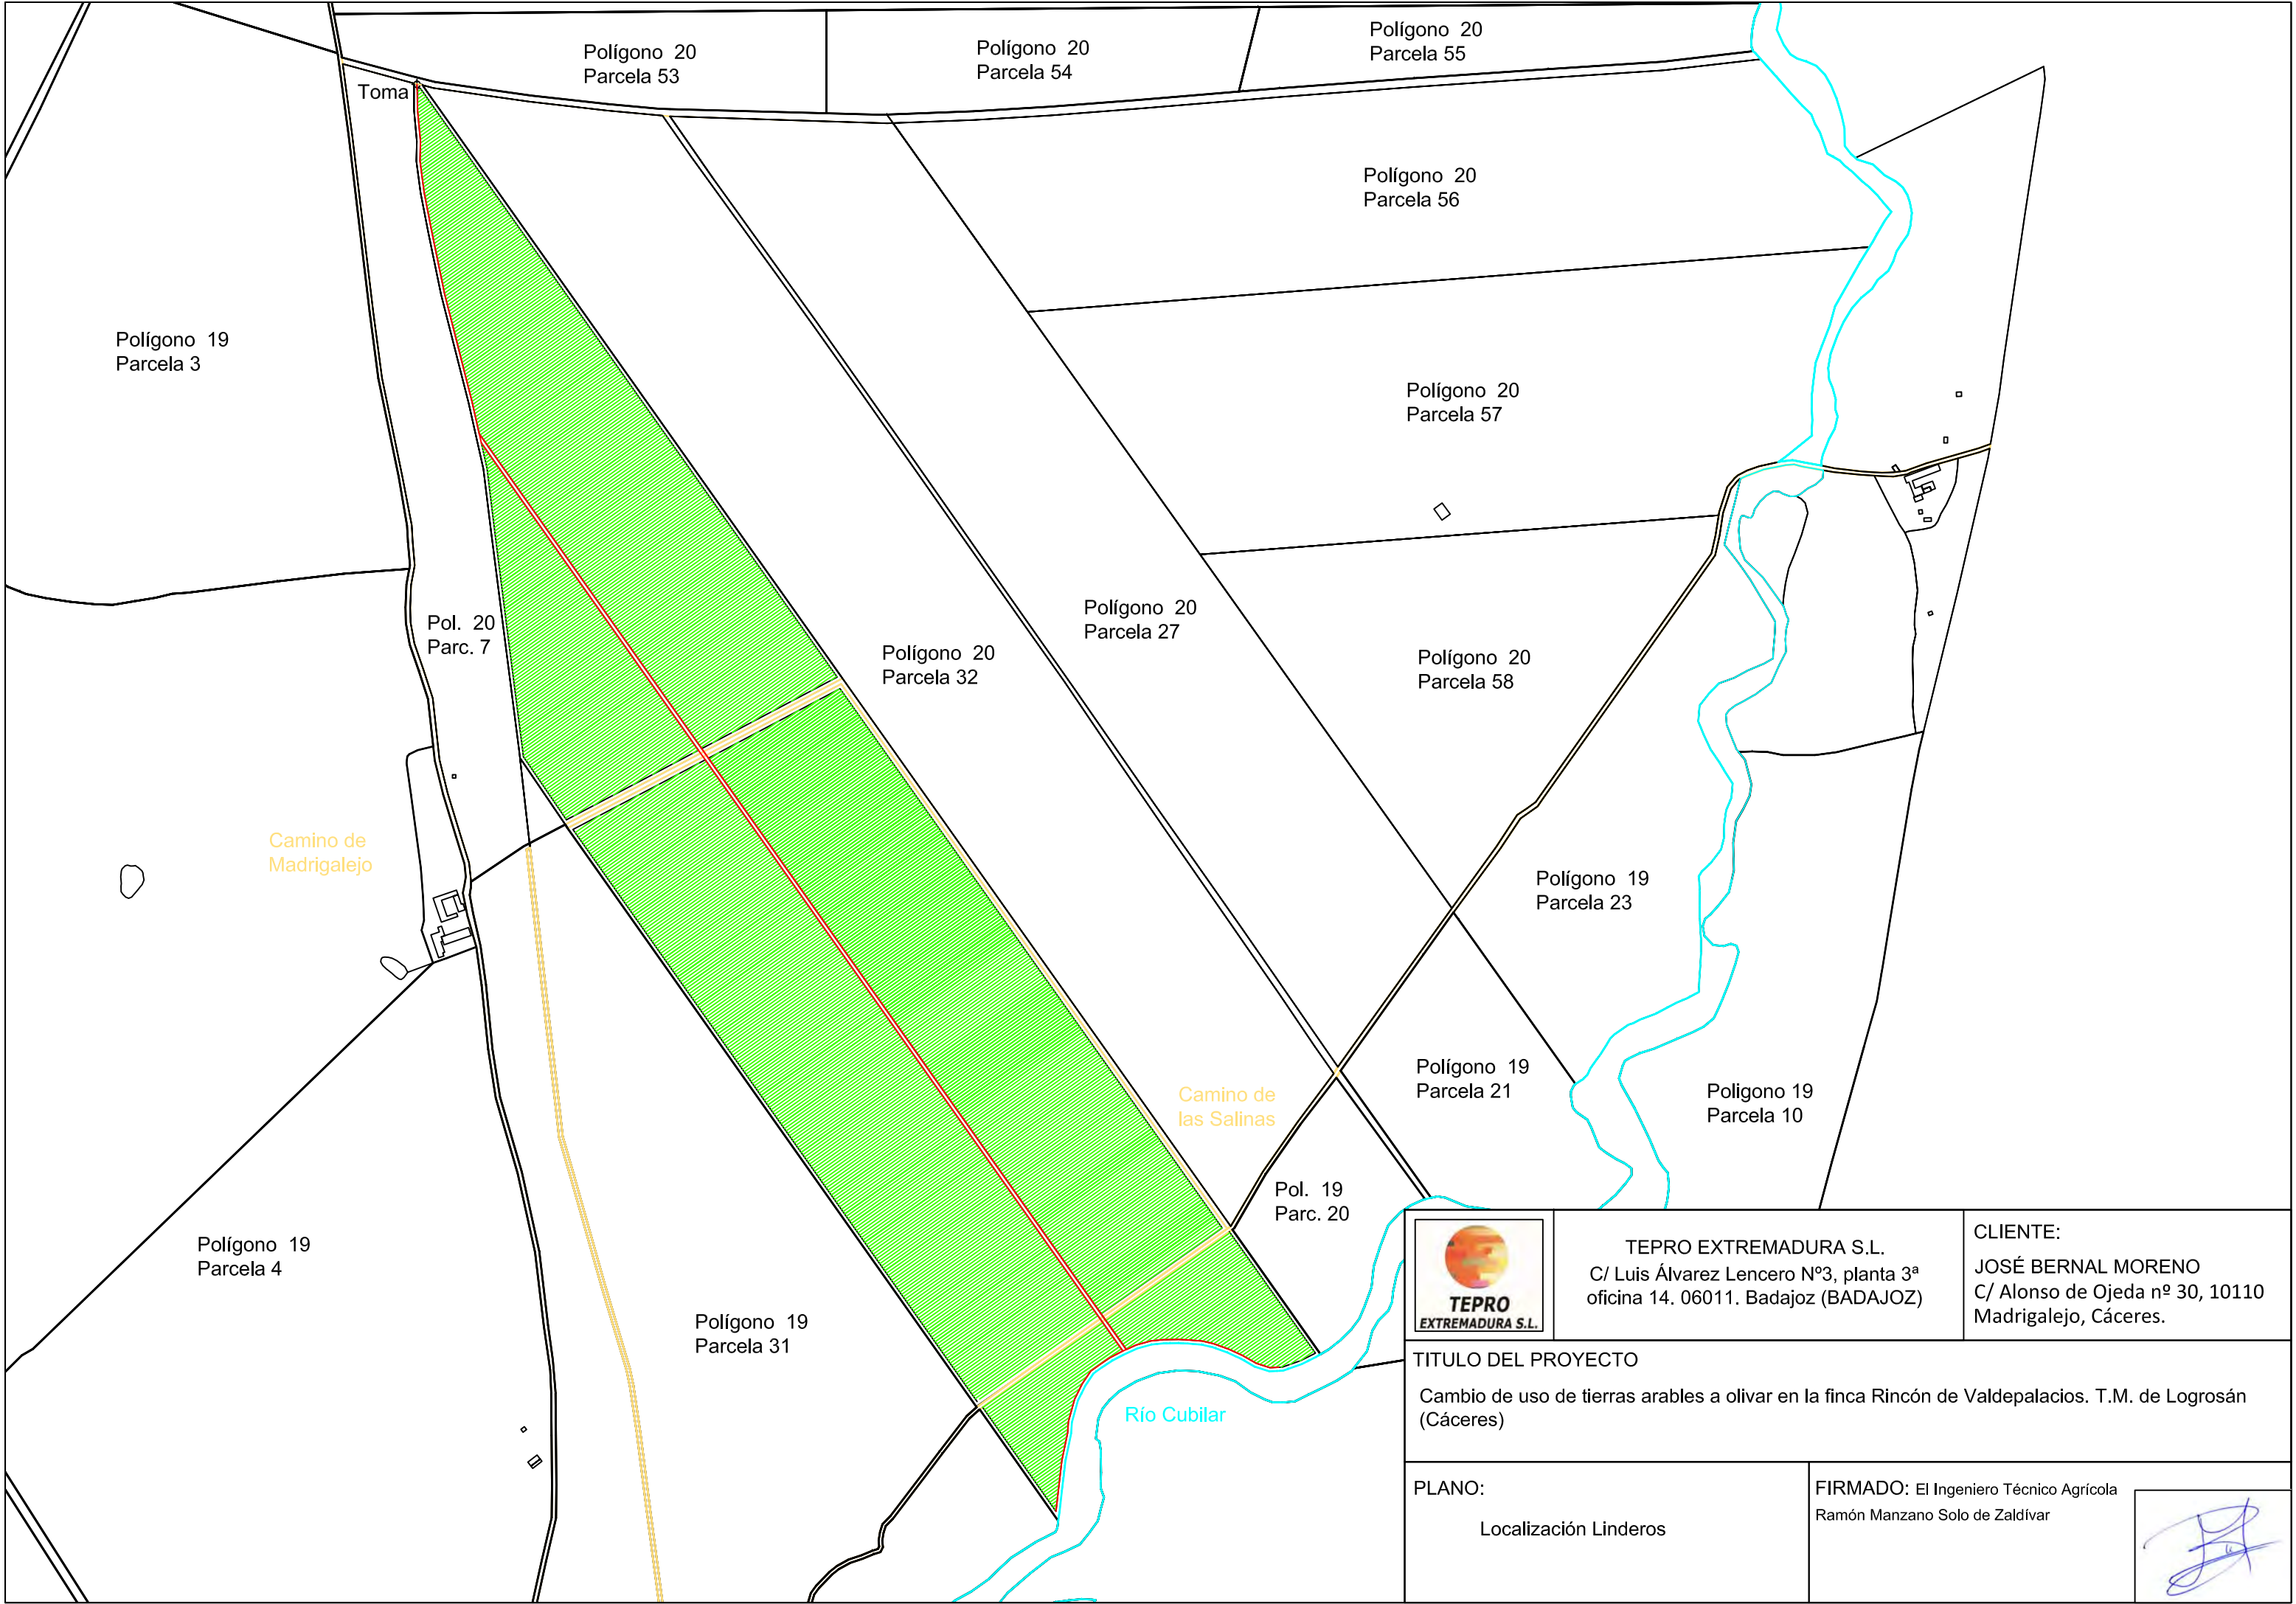 Polígono 20
Parcela 53
Polígono 20
Parcela 54
Polígono 20
Parcela 55
Toma
Polígono 20
Parcela 56
Polígono 19
Parcela 3
Polígono 20
Parcela 57
Pol. 20
Parc. 7
Polígono 20
Parcela 27
Polígono 20
Parcela 32
Polígono 20
Parcela 58
Camino de
Madrigalejo
Polígono 19
Parcela 23
Camino de
las Salinas
Polígono 19
Parcela 21
Poligono 19
Parcela 10
Pol. 19
Parc. 20
Polígono 19
Parcela 4
Polígono 19
Parcela 31
Río Cubilar
TEPRO
EXTREMADURA S.L.
TEPRO EXTREMADURA S.L.
C/ Luis Álvarez Lencero Nº3, planta 3ª
oficina 14. 06011. Badajoz (BADAJOZ)
CLIENTE:
JOSÉ BERNAL MORENO
C/ Alonso de Ojeda nº 30, 10110
Madrigalejo, Cáceres.
TITULO DEL PROYECTO
Cambio de uso de tierras arables a olivar en la finca Rincón de Valdepalacios. T.M. de Logrosán
(Cáceres)
PLANO:
Localización Linderos
FIRMADO: El Ingeniero Técnico Agrícola
Ramón Manzano Solo de Zaldívar